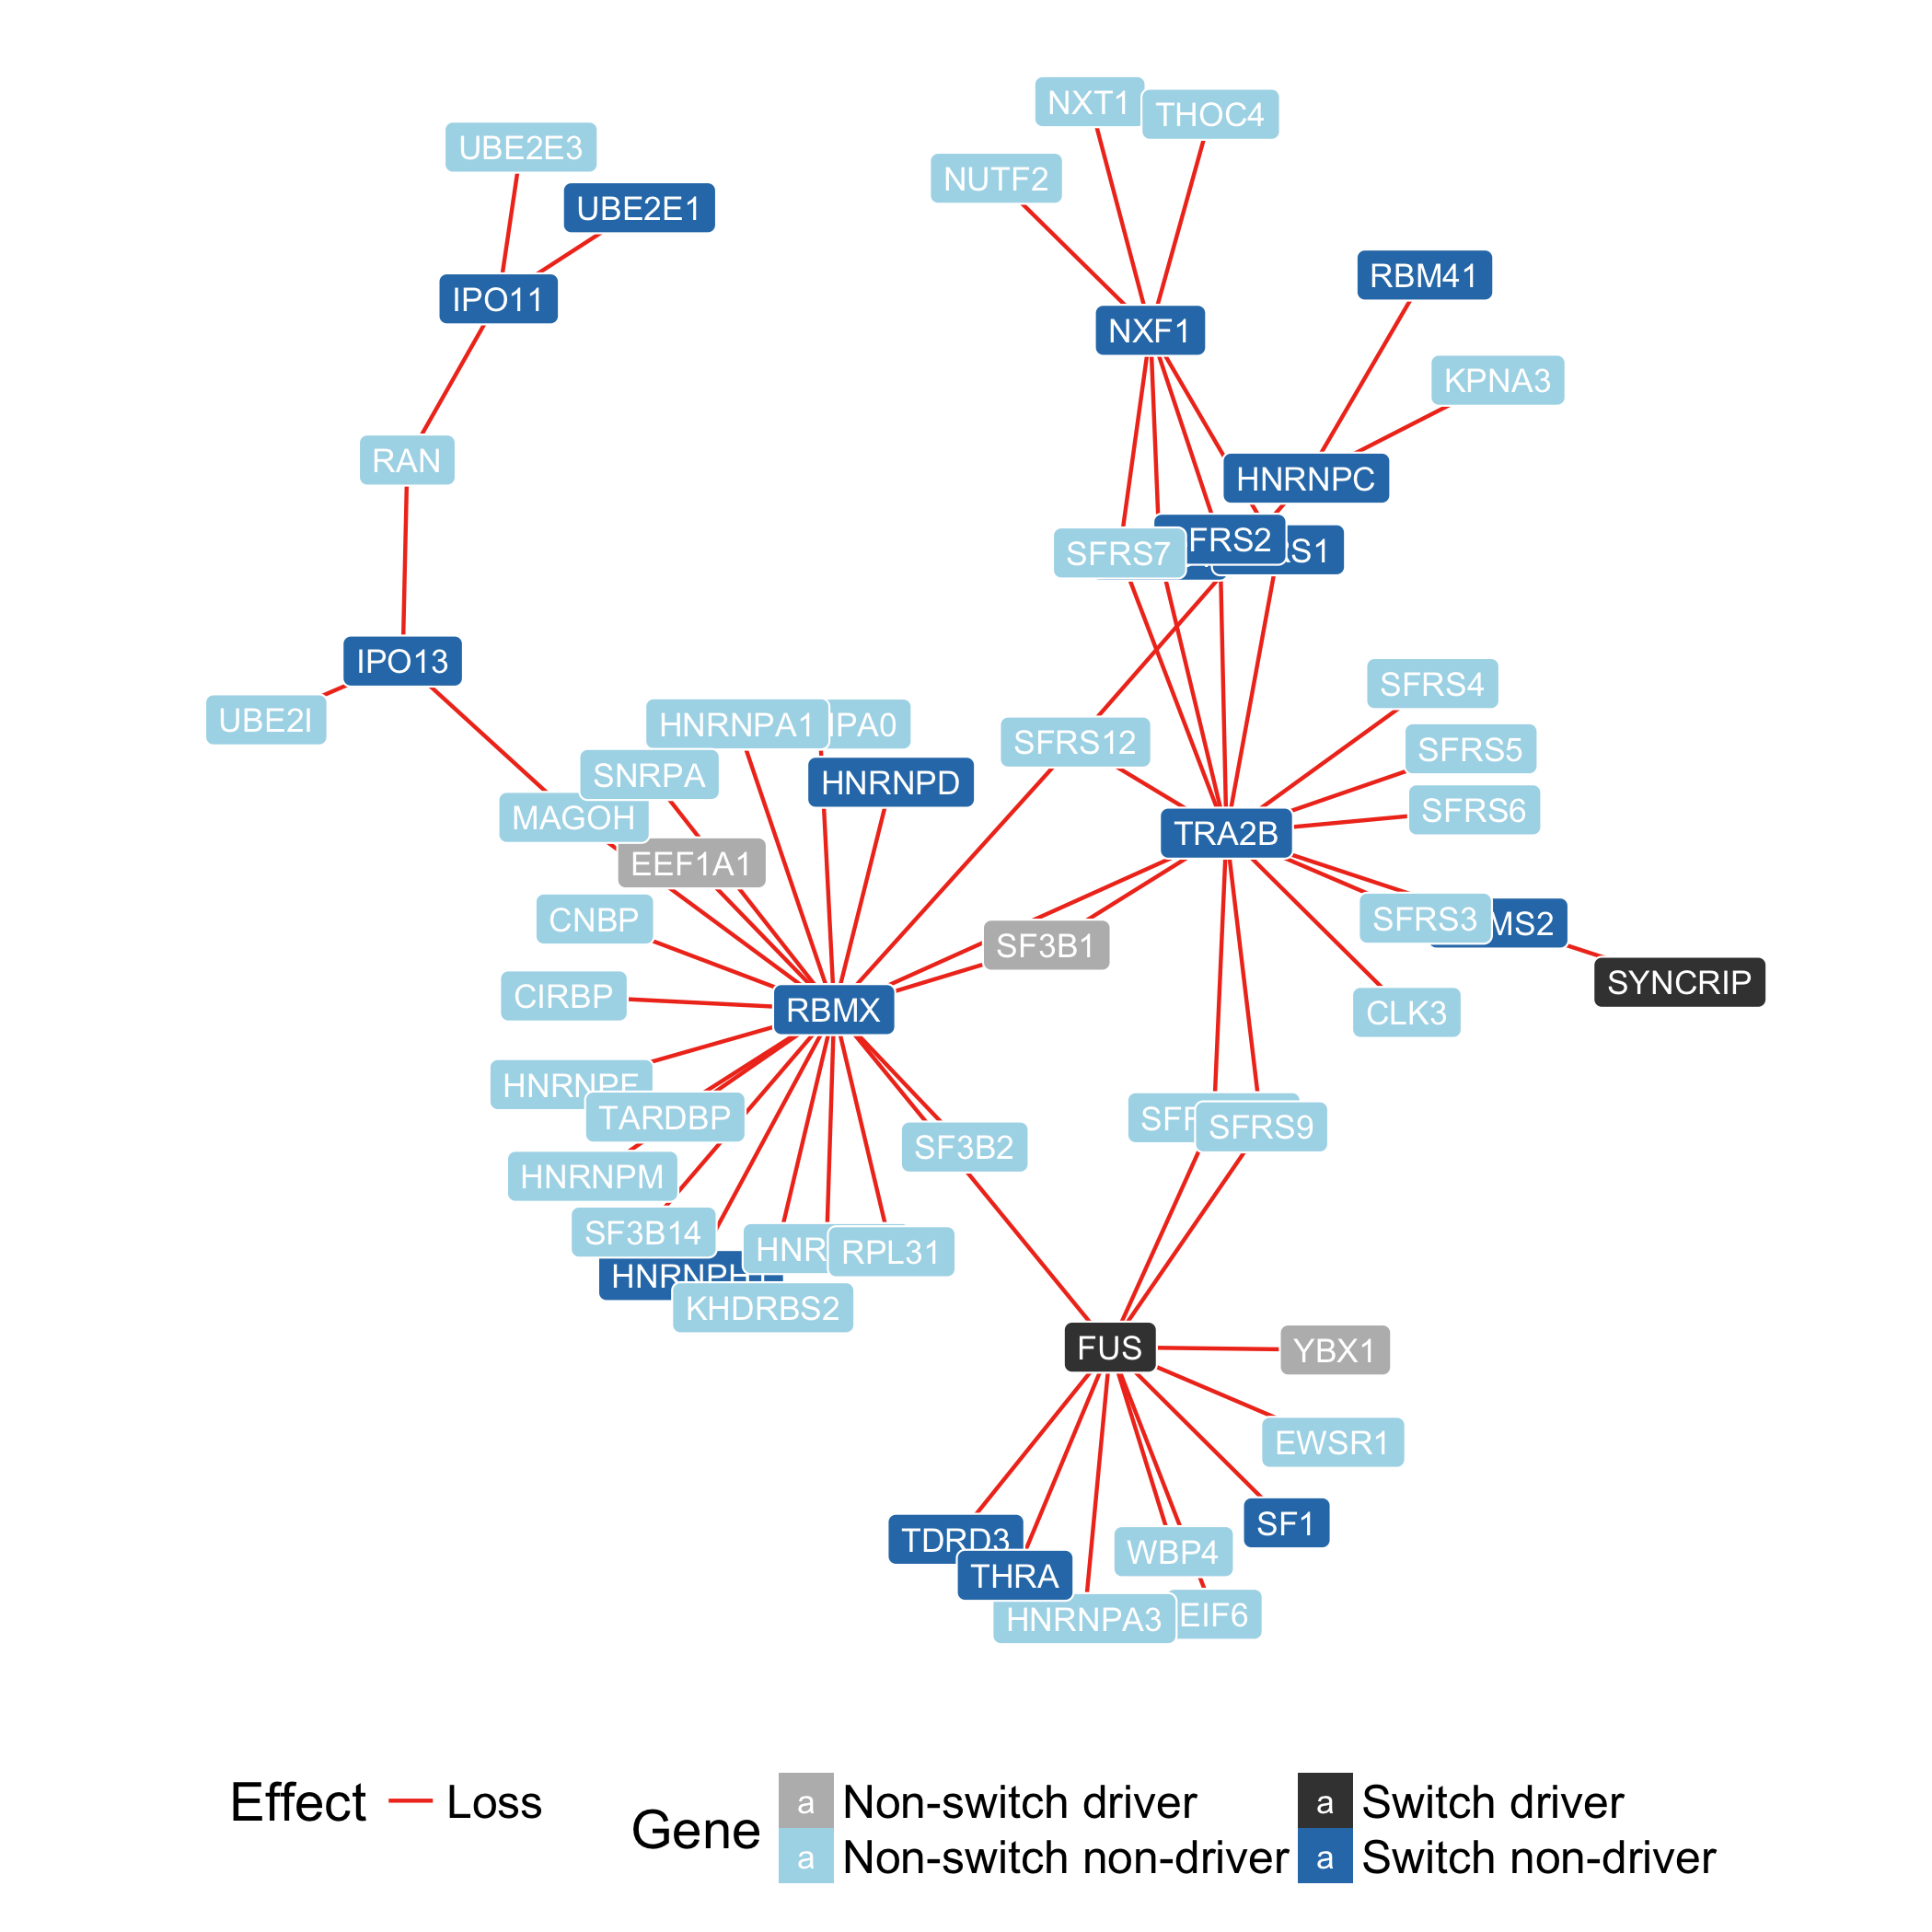 NXT1
THOC4
UBE2E3
NUTF2
UBE2E1
RBM41
IPO11
NXF1
KPNA3
RAN
HNRNPC
FRS2
SFRS7
S1
IPO13
SFRS4
UBE2I
HNRNPA1
PA0
SFRS12
SFRS5
SNRPA
HNRNPD
SFRS6
MAGOH
TRA2B
EEF1A1
CNBP
SFRS3
MS2
SF3B1
SYNCRIP
CIRBP
RBMX
CLK3
HNRNP
TARDBP
SF
SFRS9
SF3B2
HNRNPM
SF3B14
HNR
RPL31
HNRNPH
KHDRBS2
FUS
YBX1
EWSR1
SF1
TDRD3
WBP4
THRA
HNRNPA3
EIF6
Effect
Loss
Gene
a Non-switch driver
a Switch driver
a Non-switch non-driver
a Switch non-driver